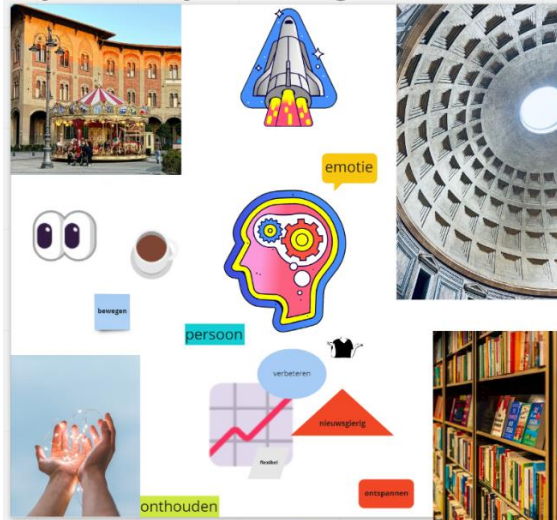 emotie
bewegen
persoon
verbeteren
nieuwsgierig
flexibel
ontspannen
onthouden